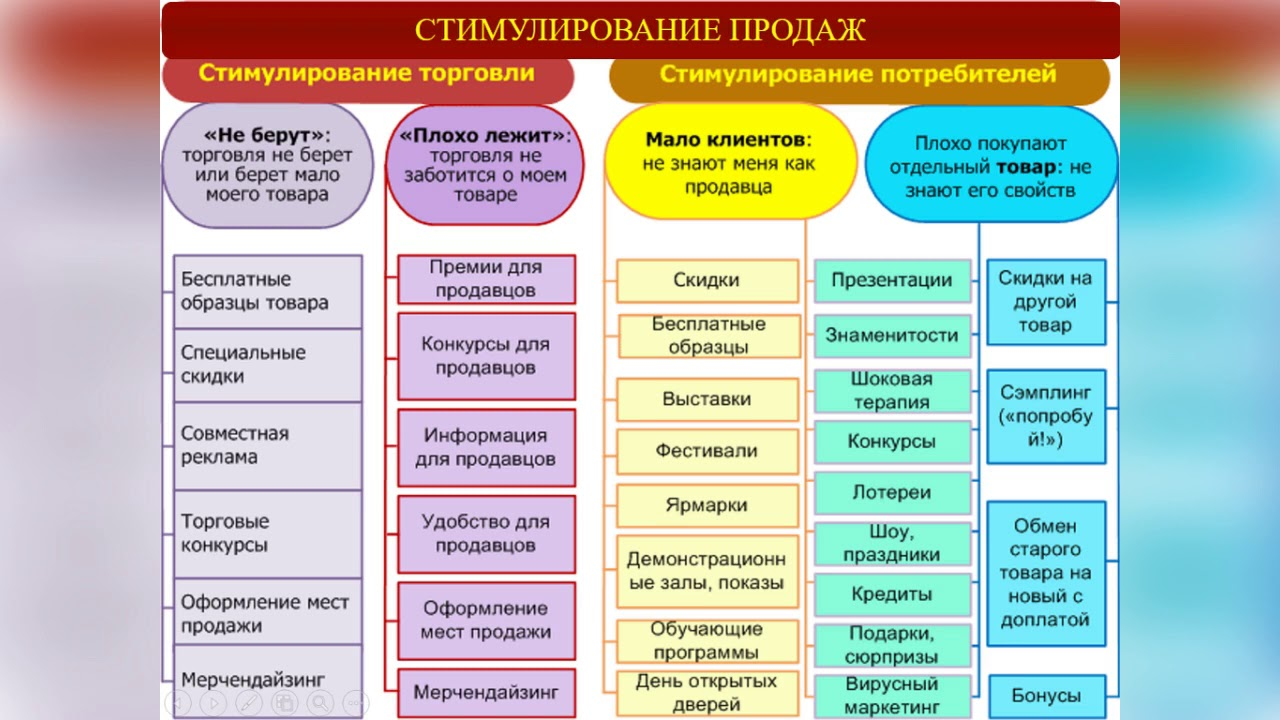 СТИМУЛИРОВАНИЕ ПРОДАЖ
Стимулирование торговли
«Не берут»:
торговля не берет
или берет мало
моего товара
Бесплатные
образцы товара
Специальные
скидки
Совместная
реклама
Торговые
конкурсы
Оформление мест
продажи
Мерчендайзинг
«Плохо лежит»:
торговля не
заботится о моем
товаре
Премии для
продавцов
Конкурсы для
продавцов
Информация
для продавцов
Удобство для
продавцов
Оформление
мест продажи
Мерчендайзинг
Стимулирование потребителей
Мало клиентов:
не знают меня как
продавца
Скидки
Бесплатные
образцы
Выставки
Фестивали
Ярмарки
Демонстрационн
ые залы, показы
Обучающие
программы
День открытых
дверей
Презентации
Знаменитости
Шоковая
терапия
Конкурсы
Лотереи
Шоу,
праздники
Кредиты
Подарки,
сюрпризы
Вирусный
маркетинг
Плохо покупают
отдельный товар: не
знают его свойств
Скидки на
другой
товар
Сэмплинг
(«попробу
й!»)
Обмен
старого
товара на
новый с
доплатой
Бонусы